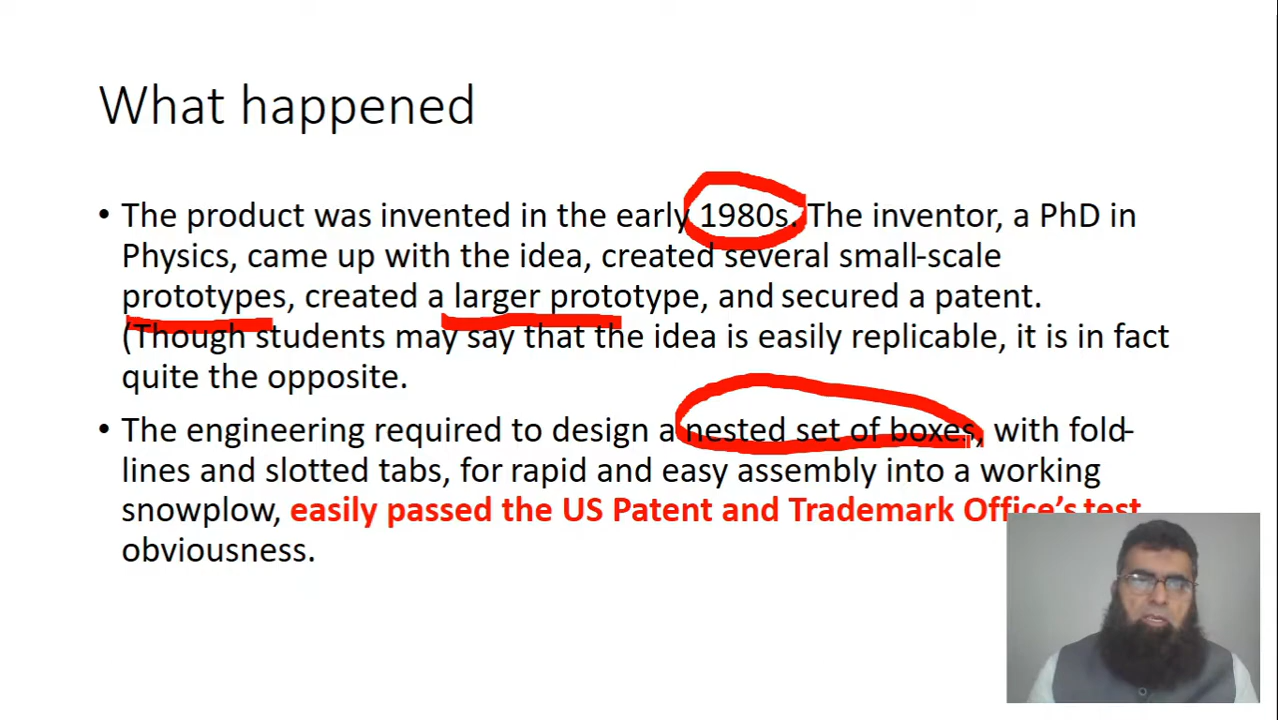 What happened
• The product was invented in the early 1980s. The inventor, a PhD in
Physics, came up with the idea, created several small-scale
prototypes, created a larger prototype, and secured a patent.
(Though students may say that the idea is easily replicable, it is in fact
quite the opposite.
• The engineering required to design a nested set of boxes, with fold-
lines and slotted tabs, for rapid and easy assembly into a working
snowplow, easily passed the US Patent and Trademark Office's test
obviousness.